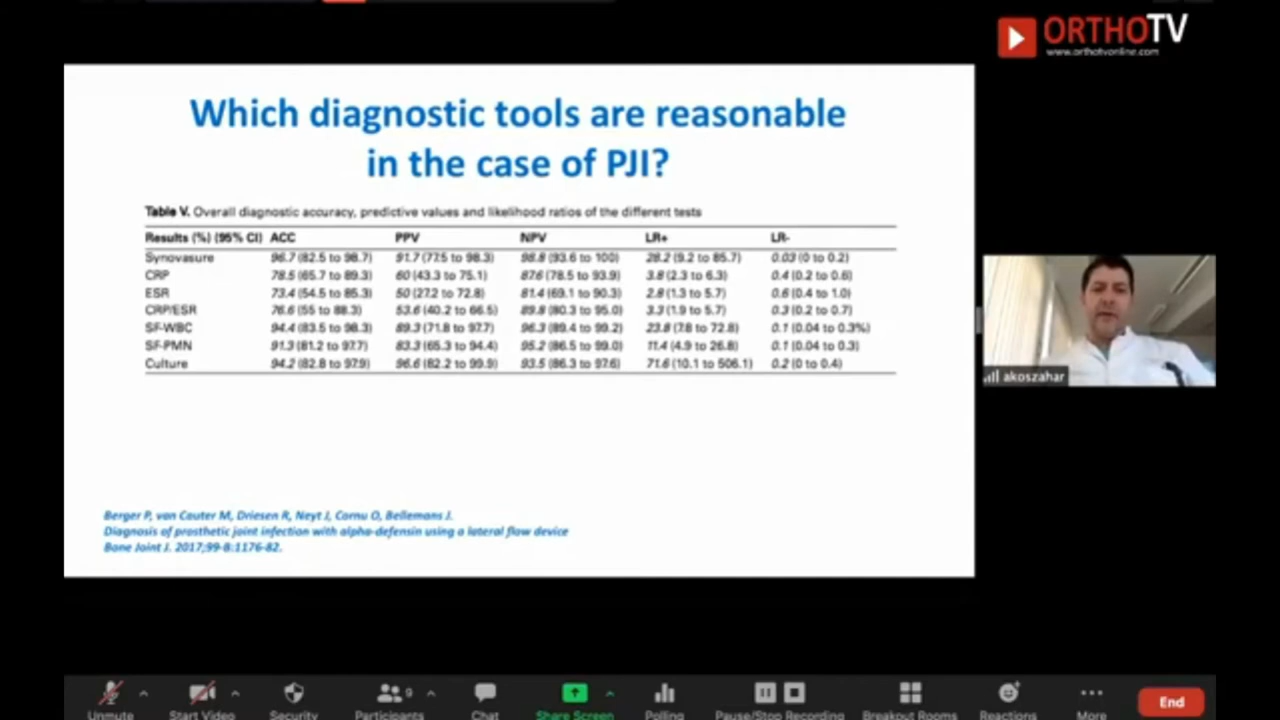 ORTHOTV
www.orthotvonline.com
Which diagnostic tools are reasonable
in the case of PJI?
Table V. Overall diagnostic accuracy, predictive values and likelihood ratios of the different tests
Results (%) (95% CI) ACC PPV NPV LR+ LR-
Synovasure 96.7 (82.5 to 98.7) 91.7 (77.5 to 98.3) 98.8 (93.6 to 100) 28.2 (9.2 to 85.7) 0.03 (0 to 0.2)
CRP 78.5 (65.7 to 89.3) 60 (43.3 to 75.1) 87.6 (78.5 to 93.9) 3.8 (2.3 to 6.3) 0.4 (0.2 to 0.6)
ESR 73.4 (54.5 to 85.3) 50 (27.2 to 72.8) 81.4 (69.1 to 90.3) 2.8 (1.3 to 5.7) 0.6 (0.4 to 1.0)
CRP/ESR 76.6 (55 to 88.3) 53.6 (40.2 to 66.5) 89.8 (80.3 to 95.0) 3.3 (1.9 to 5.7) 0.3 (0.2 to 0.7)
SF-WBC 94.4 (83.5 to 98.3) 89.3 (71.8 to 97.7) 96.3 (89.4 to 99.2) 23.8 (7.8 to 72.8) 0.1 (0.04 to 0.3%)
SF-PMN 91.3 (81.2 to 97.7) 83.3 (65.3 to 94.4) 95.2 (86.5 to 99.0) 11.4 (4.9 to 26.8) 0.1 (0.04 to 0.3)
Culture 94.2 (82.8 to 97.9) 96.6 (82.2 to 99.9) 93.5 (86.3 to 97.6) 71.6 (10.1 to 506.1) 0.2 (0 to 0.4)
akoszahar
Berger P, van Cauter M, Driesen R, Neyt J, Cornu O, Bellemans J.
Diagnosis of prosthetic joint infection with alpha-defensin using a lateral flow device
Bone Joint J. 2017;99-B:1176-82.
9
Unmute Start Video Security Participants Chat Share Screen Polling Pause/Stop Recording Breakout Rooms Reactions More End